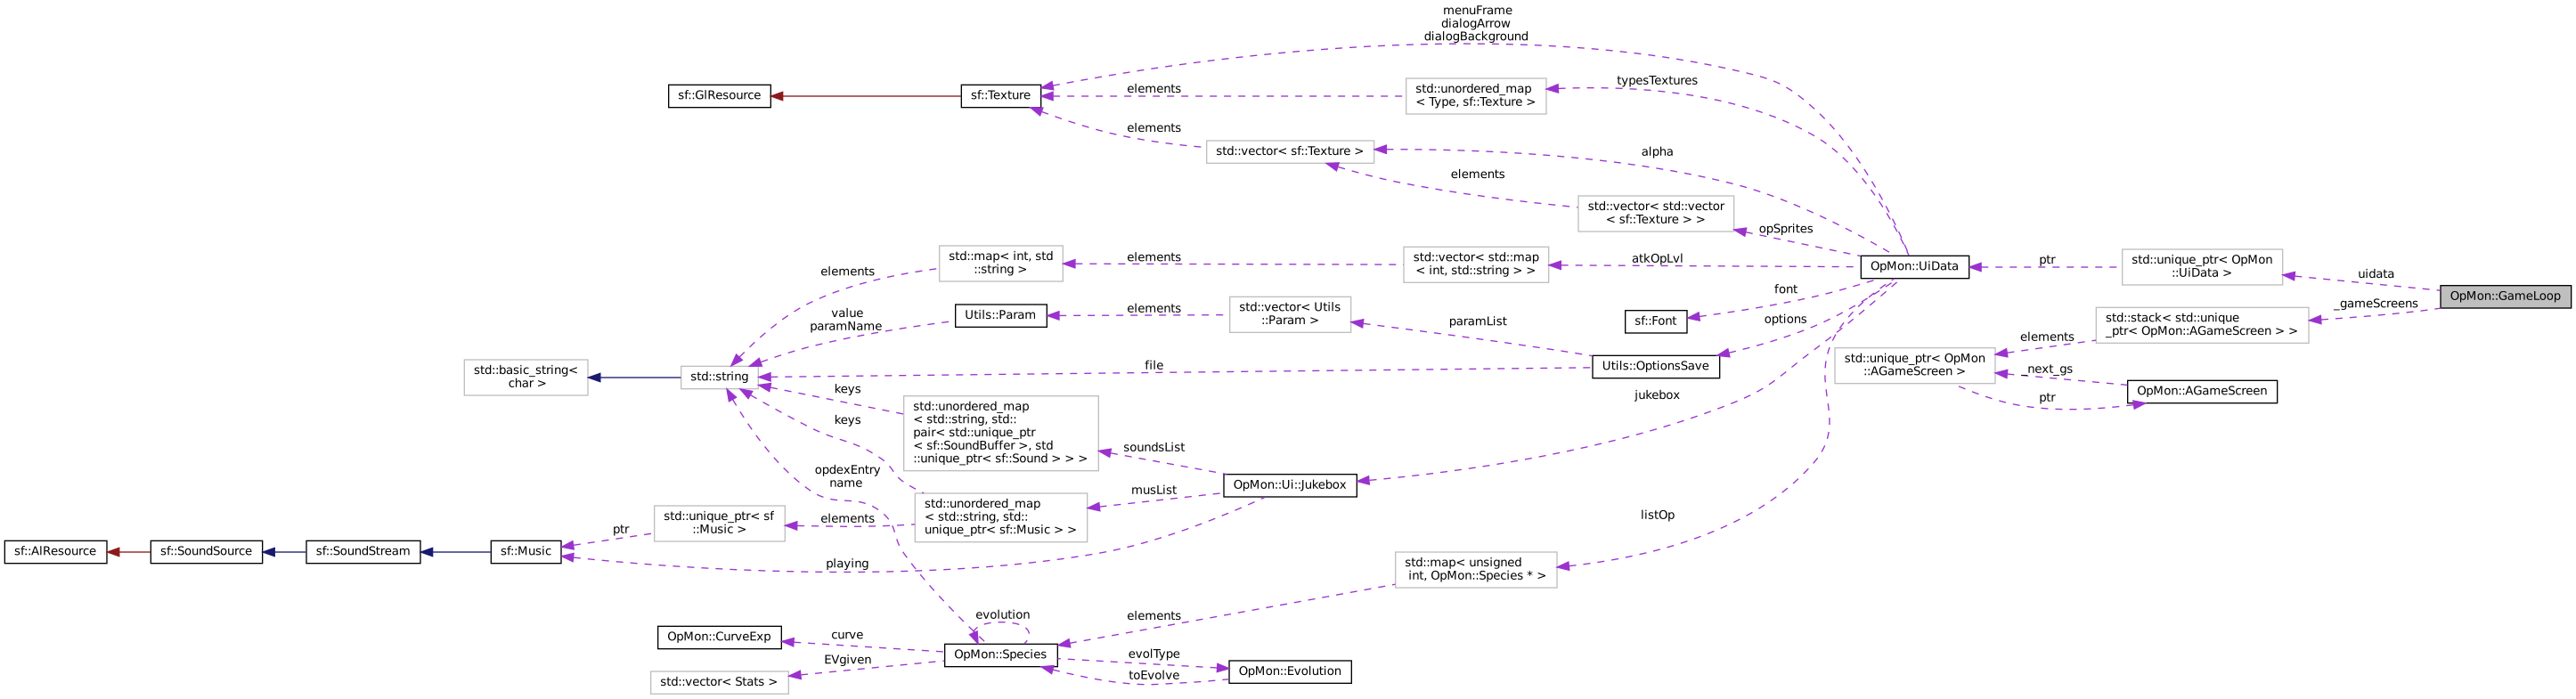 menuFrame
dialogArrow
dialogBackground
typesTextures
sf::GlResource
sf::Texture
elements
std::unordered_map
< Type, sf::Texture >
elements
std::vector< sf::Texture >
alpha
elements
std::vector< std::vector
< sf::Texture > >
opSprites
std::map< int, std
::string >
elements
elements
std::vector< std::map
< int, std::string > >
atkOpLvl
OpMon::UiData
ptr
std::unique_ptr< OpMon
::UiData >
uidata
OpMon::GameLoop
font
value
paramName
Utils::Param
elements
std::vector< Utils
::Param >
paramList
sf::Font
options
_gameScreens
std::stack< std::unique
_ptr< OpMon::AGameScreen > >
elements
std::unique_ptr< OpMon
::AGameScreen >
_next_gs
ptr
OpMon::AGameScreen
Utils::OptionsSave
file
std::basic_string<
char >
std::string
keys
keys
std::unordered_map
< std::string, std::
pair< std::unique_ptr
< sf::SoundBuffer >, std
::unique_ptr< sf::Sound > > >
jukebox
soundsList
opdexEntry
name
musList
OpMon::Ui::Jukebox
std::unordered_map
< std::string, std::
unique_ptr< sf::Music > >
elements
std::unique_ptr< sf
::Music >
ptr
listOp
sf::AlResource
sf::SoundSource
sf::SoundStream
sf::Music
playing
std::map< unsigned
int, OpMon::Species * >
elements
evolution
OpMon::CurveExp
curve
OpMon::Species
EVgiven
std::vector< Stats >
evolType
toEvolve
OpMon::Evolution